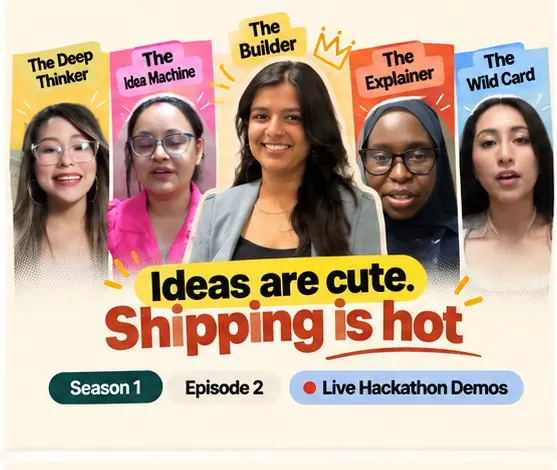 The Deep
Thinker
The
Idea Machine
The
Builder
The
Explainer
The
Wild Card
Ideas are cute.
Shipping is hot
Season 1
Episode 2
Live Hackathon Demos